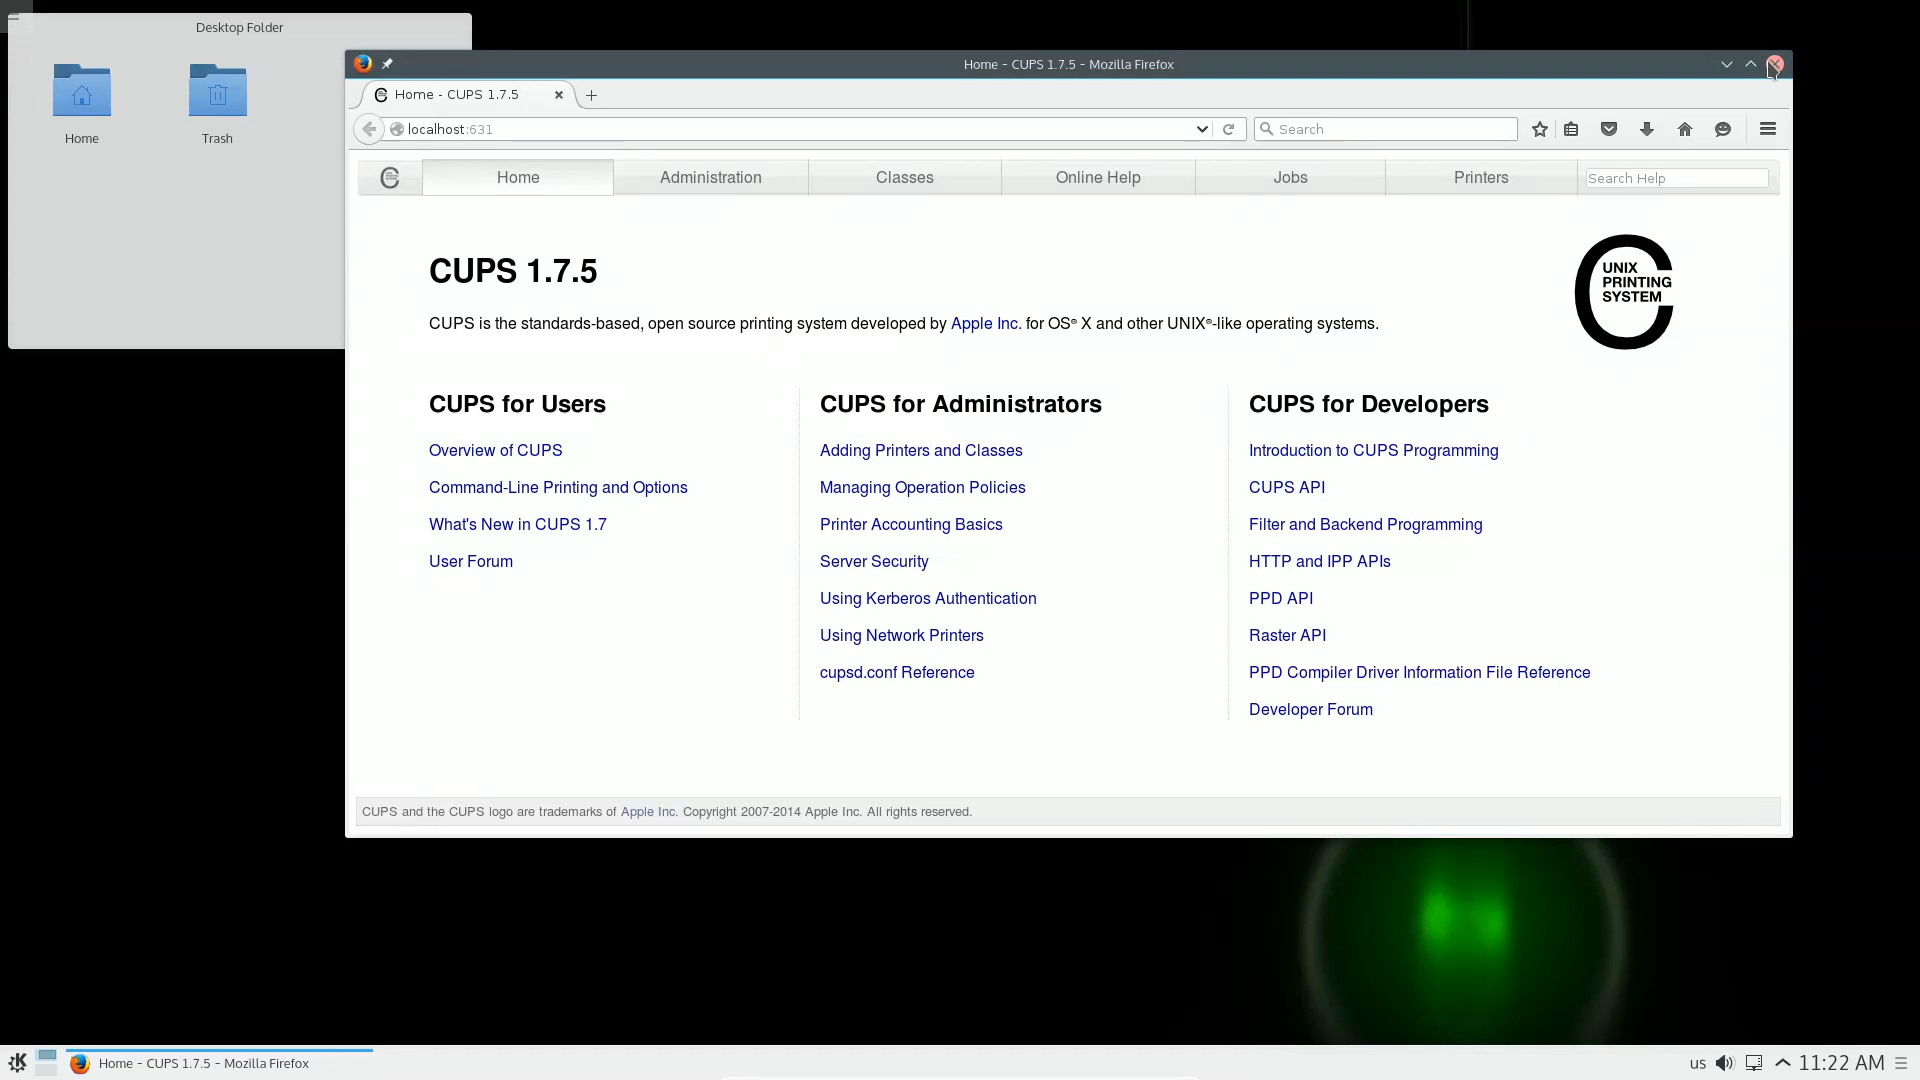 Desktop Folder
Home
Trash
Home - CUPS 1.7.5 - Mozilla Firefox
Home - CUPS 1.7.5
localhost:631
Search
Home
Administration
Classes
Online Help
Jobs
Printers
Search Help
CUPS 1.7.5
UNIX
PRINTING
SYSTEM
CUPS is the standards-based, open source printing system developed by Apple Inc. for OS® X and other UNIX®-like operating systems.
CUPS for Users
Overview of CUPS
Command-Line Printing and Options
What's New in CUPS 1.7
User Forum
CUPS for Administrators
Adding Printers and Classes
Managing Operation Policies
Printer Accounting Basics
Server Security
Using Kerberos Authentication
Using Network Printers
cupsd.conf Reference
CUPS for Developers
Introduction to CUPS Programming
CUPS API
Filter and Backend Programming
HTTP and IPP APIs
PPD API
Raster API
PPD Compiler Driver Information File Reference
Developer Forum
CUPS and the CUPS logo are trademarks of Apple Inc. Copyright 2007-2014 Apple Inc. All rights reserved.
Home - CUPS 1.7.5 - Mozilla Firefox
us
11:22 AM